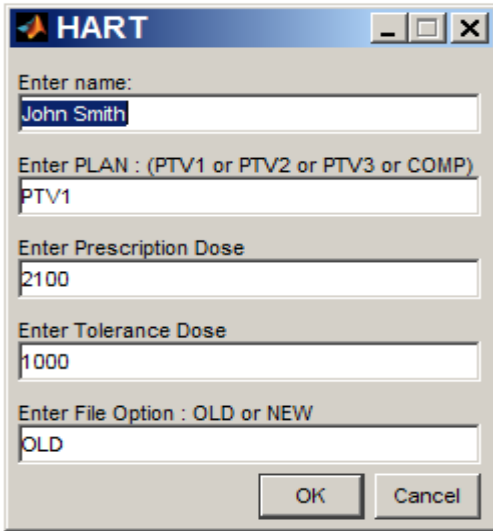 HART
Enter name:
John Smith
Enter PLAN : (PTV1 or PTV2 or PTV3 or COMP)
PTV1
Enter Prescription Dose
2100
Enter Tolerance Dose
1000
Enter File Option : OLD or NEW
OLD
OK Cancel